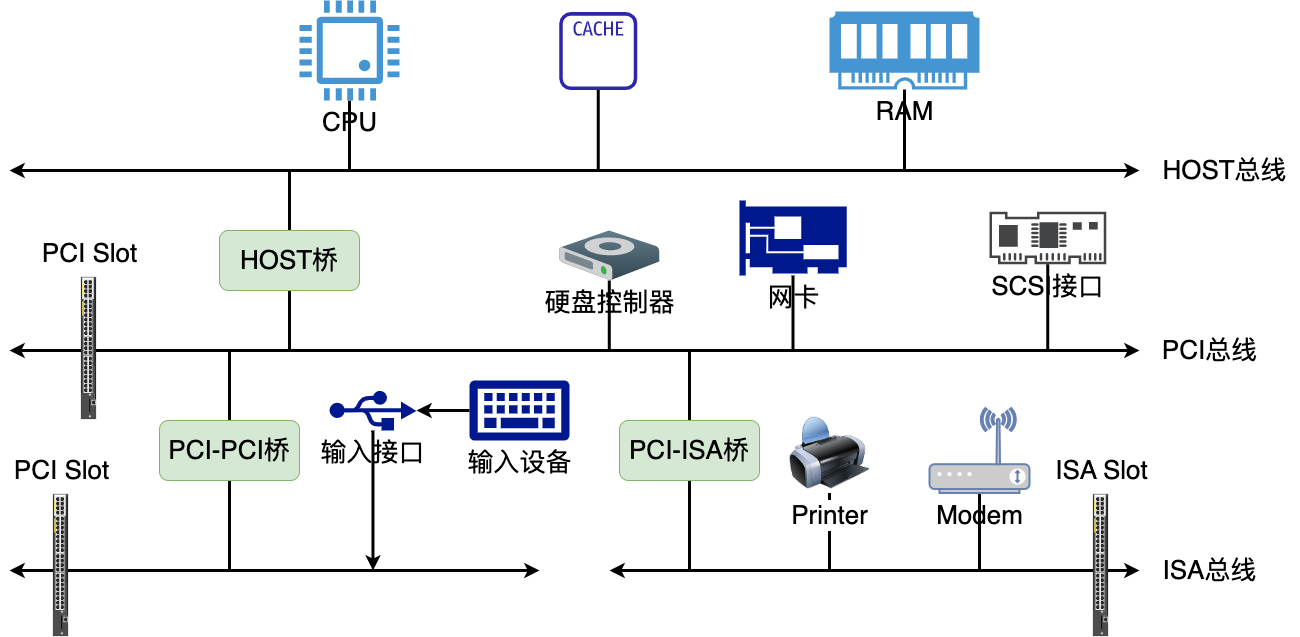 CACHE
CPU
RAM
HOST总线
PCI Slot
HOST桥
硬盘控制器
网卡
SCSI接口
PCI总线
PCI-PCI桥
输入接口
输入设备
PCI-ISA桥
PCI Slot
Printer
Modem
ISA Slot
ISA总线